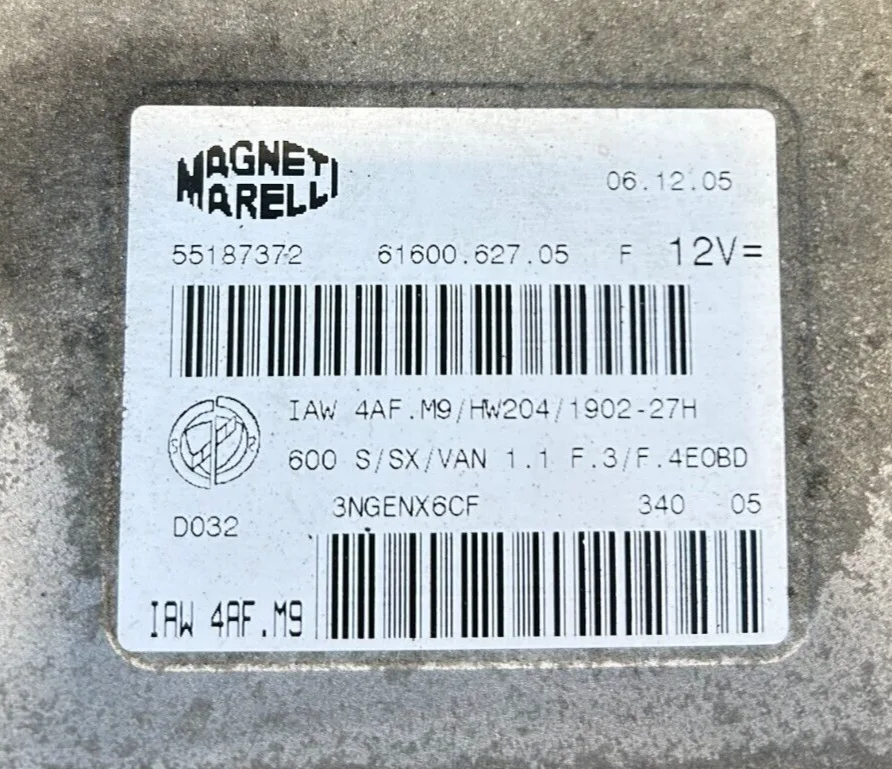 MAGNETI
MARELLI
06.12.05
55187372 61600.627.05 F 12V=
IAW 4AF.M9/HW204/1902-27H
600 S/SX/VAN 1.1 F.3/F.4EOBD
3NGENX6CF 340 05
D032
IAW 4AF.M9